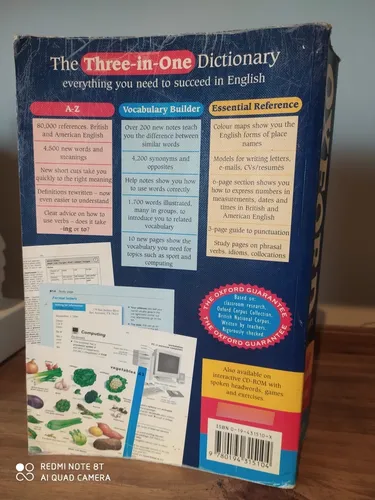 The Three-in-One Dictionary
everything you need to succeed in English
A-Z
80,000 references, British
and American English
4,500 new words and
meanings
New short cuts take you
quickly to the right meaning
Definitions rewritten – now
even easier to understand
Clear advice on how to
use verbs – does it take
-ing or to?
Vocabulary Builder
Over 200 new notes teach
you the difference between
similar words
4,200 synonyms and
opposites
Help notes show you how
to use words correctly
1,700 words illustrated,
many in groups, to
introduce you to related
vocabulary
10 new pages show the
vocabulary you need for
topics such as sport and
computing
Essential Reference
Colour maps show you the
English forms of place
names
Models for writing letters,
e-mails, CVs/résumés
-page section shows you
how to express numbers in
measurements, dates and
times in British and
American English
-page guide to punctuation
Study pages on phrasal
verbs, idioms, collocations
THE OXFORD GUARANTEE
Based on:
classroom research,
Oxford Corpus Collection,
British National Corpus.
Written by teachers.
Rigorously checked.
THE OXFORD GUARANTEE
Computing
vegetables
Also available on
interactive CD-ROM with
spoken headwords, games
and exercises
ISBN 0-19-431510-X
9 780194 315104
REDMI NOTE 8T
AI QUAD CAMERA